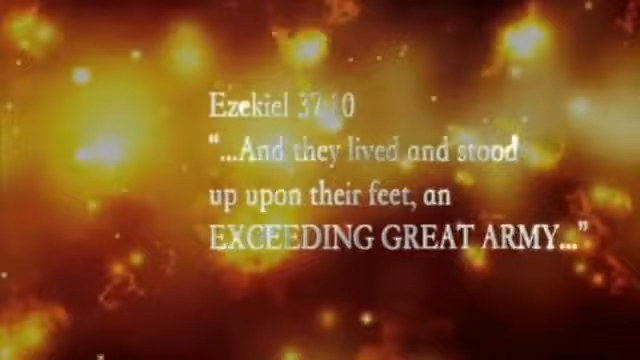 Ezekiel 37:10
“...And they lived and stood
up upon their feet, an
EXCEEDING GREAT ARMY...”